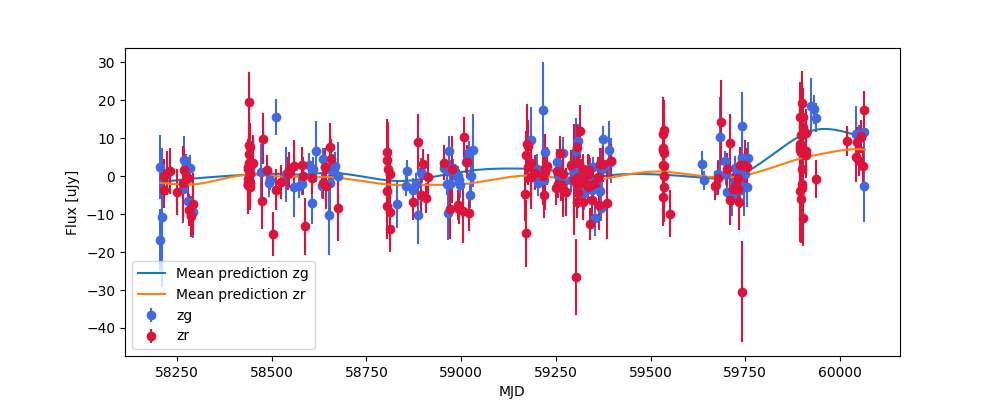 30
20
10
0
−10
−20
−30
−40
Flux [uJy]
Mean prediction zg
Mean prediction zr
zg
zr
58250 58500 58750 59000 59250 59500 59750 60000
MJD